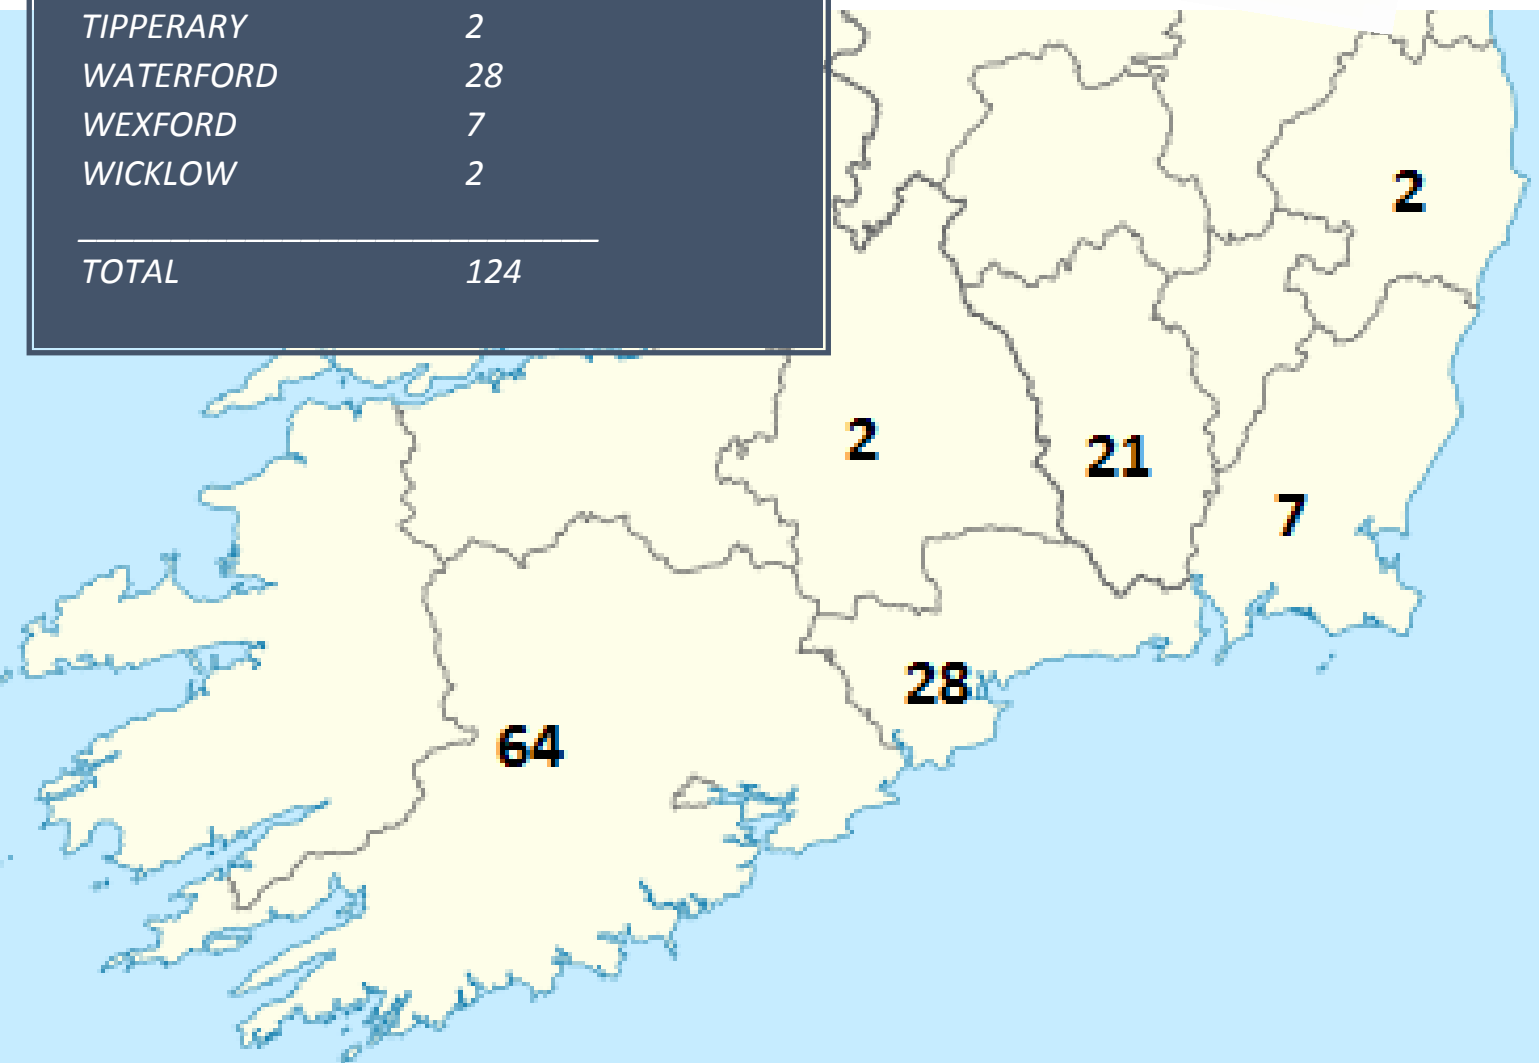 TIPPERARY 2
WATERFORD 28
WEXFORD 7
WICKLOW 2
TOTAL 124
2
2
21
7
28
64